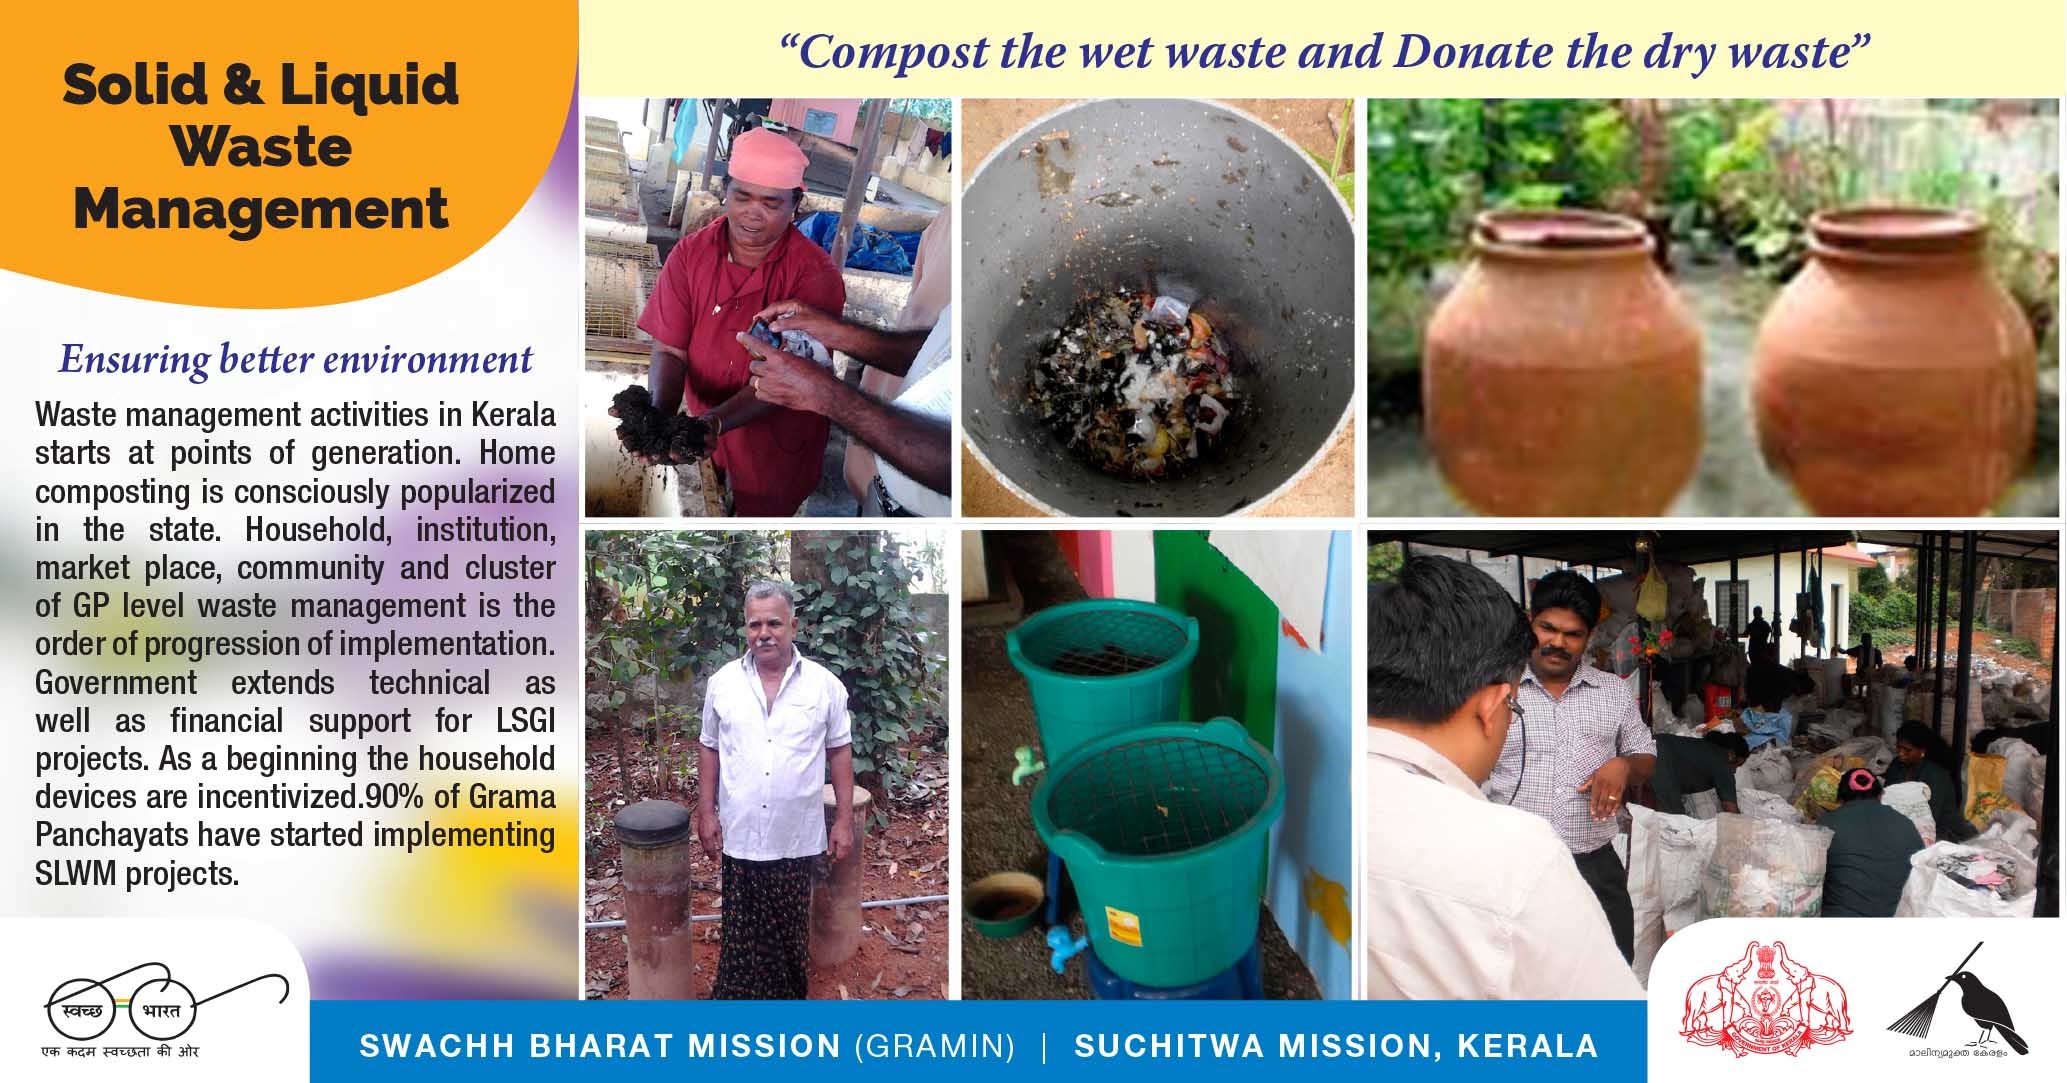 Solid & Liquid
Waste
Management
“Compost the wet waste and Donate the dry waste”
Ensuring better environment
Waste management activities in Kerala
starts at points of generation. Home
composting is consciously popularized
in the state. Household, institution,
market place, community and cluster
of GP level waste management is the
order of progression of implementation.
Government extends technical as
well as financial support for LSGI
projects. As a beginning the household
devices are incentivized.90% of Grama
Panchayats have started implementing
SLWM projects.
स्वच्छ भारत
एक कदम स्वच्छता की ओर
SWACHH BHARAT MISSION (GRAMIN) | SUCHITWA MISSION, KERALA
GOVERNMENT OF KERALA
മാലിന്യമുക്ത കേരളം